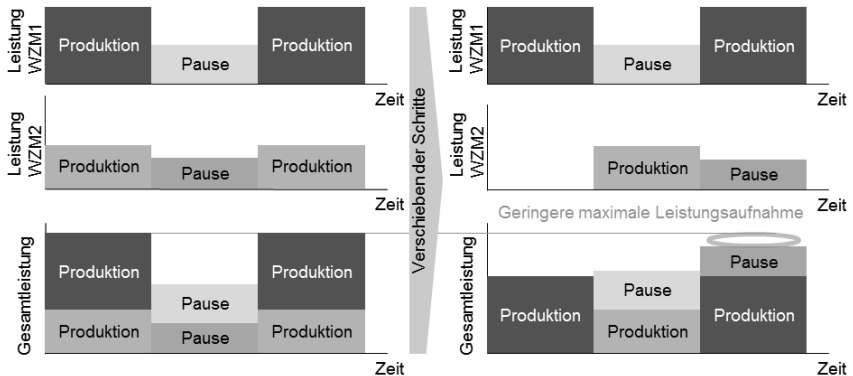 Leistung
WZM1
Produktion
Pause
Produktion
Zeit
Leistung
WZM2
Produktion
Pause
Produktion
Zeit
Gesamtleistung
Produktion
Pause
Produktion
Produktion
Pause
Produktion
Zeit
Verschieben der Schritte
Leistung
WZM1
Produktion
Pause
Produktion
Zeit
Leistung
WZM2
Produktion
Pause
Zeit
Geringere maximale Leistungsaufnahme
Gesamtleistung
Pause
Produktion
Pause
Produktion
Produktion
Zeit